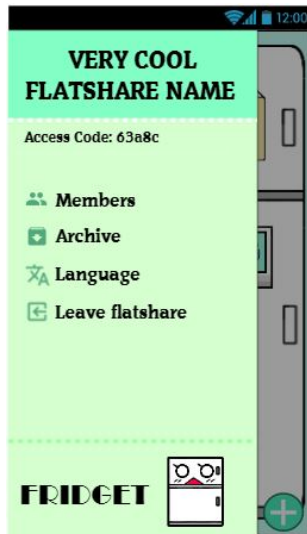 12:00
VERY COOL
FLATSHARE NAME
Access Code: 63a8c
Members
Archive
Language
Leave flatshare
FRIDGET